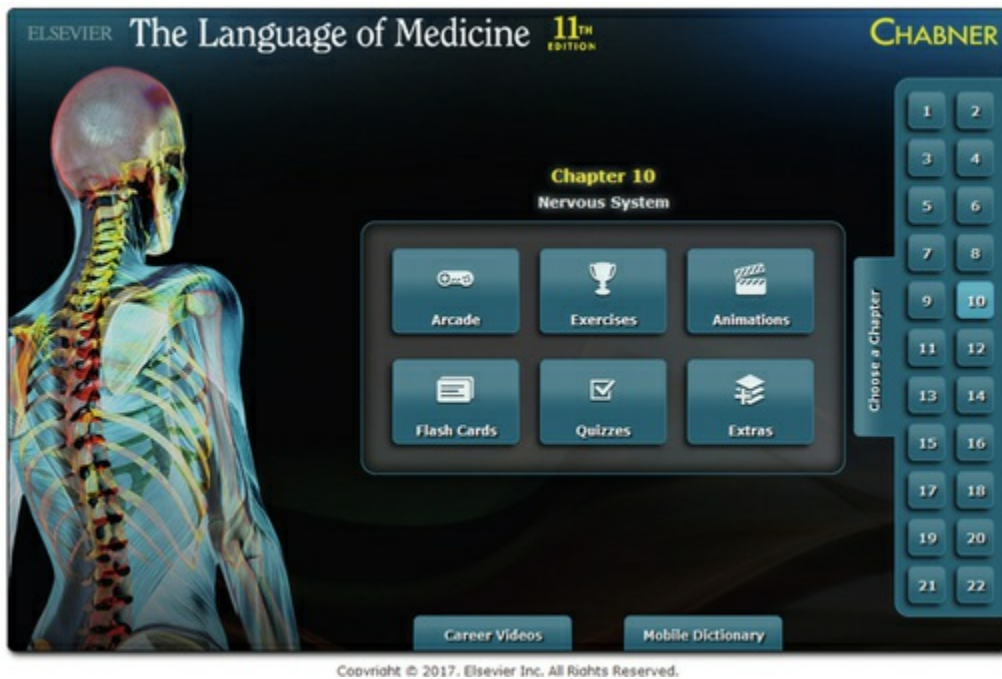 ELSEVIER The Language of Medicine 11TH EDITION CHABNER
Chapter 10
Nervous System
Arcade Exercises Animations
Flash Cards Quizzes Extras
Choose a Chapter
1 2
3 4
5 6
7 8
9 10
11 12
13 14
15 16
17 18
19 20
21 22
Career Videos Mobile Dictionary
Copyright © 2017, Elsevier Inc. All Rights Reserved.